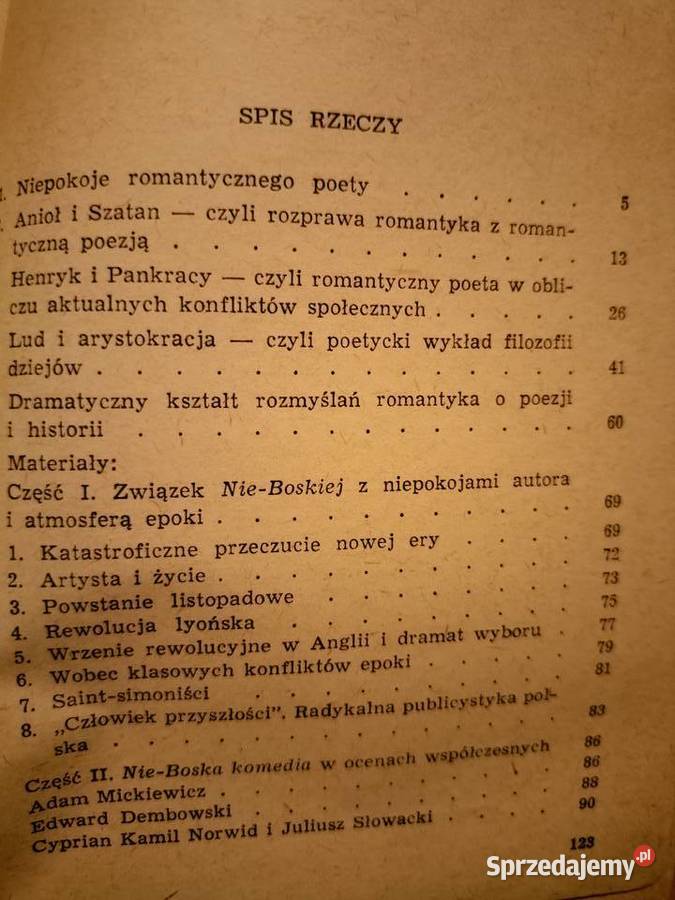 SPIS RZECZY
Niepokoje romantycznego poety . . . . . . 5
Anioł i Szatan — czyli rozprawa romantyka z roman-
tyczną poezją . . . . . . . . . . . . 13
Henryk i Pankracy — czyli romantyczny poeta w obli-
czu aktualnych konfliktów społecznych . . . . . 26
Lud i arystokracja — czyli poetycki wykład filozofii
dziejów . . . . . . . . . . . . . . 41
Dramatyczny kształt rozmyślań romantyka o poezji
i historii . . . . . . . . . . . . . 60
Materiały:
Część I. Związek Nie-Boskiej z niepokojami autora
i atmosferą epoki . . . . . . . . . . 69
1. Katastroficzne przeczucie nowej ery . . . . 69
2. Artysta i życie . . . . . . . . . . 72
3. Powstanie listopadowe . . . . . . . 73
4. Rewolucja lyońska . . . . . . . . 75
5. Wrzenie rewolucyjne w Anglii i dramat wyboru . 77
6. Wobec klasowych konfliktów epoki . . . . 79
7. Saint-simoniści . . . . . . . . . 81
8. „Człowiek przyszłości". Radykalna publicystyka pol-
ska . . . . . . . . . . . . . 83
Część II. Nie-Boska komedia w ocenach współczesnych 86
Adam Mickiewicz . . . . . . . . . . 86
Edward Dembowski . . . . . . . . . 88
Cyprian Kamil Norwid i Juliusz Słowacki . . . . 90
123
Sprzedajemy.pl